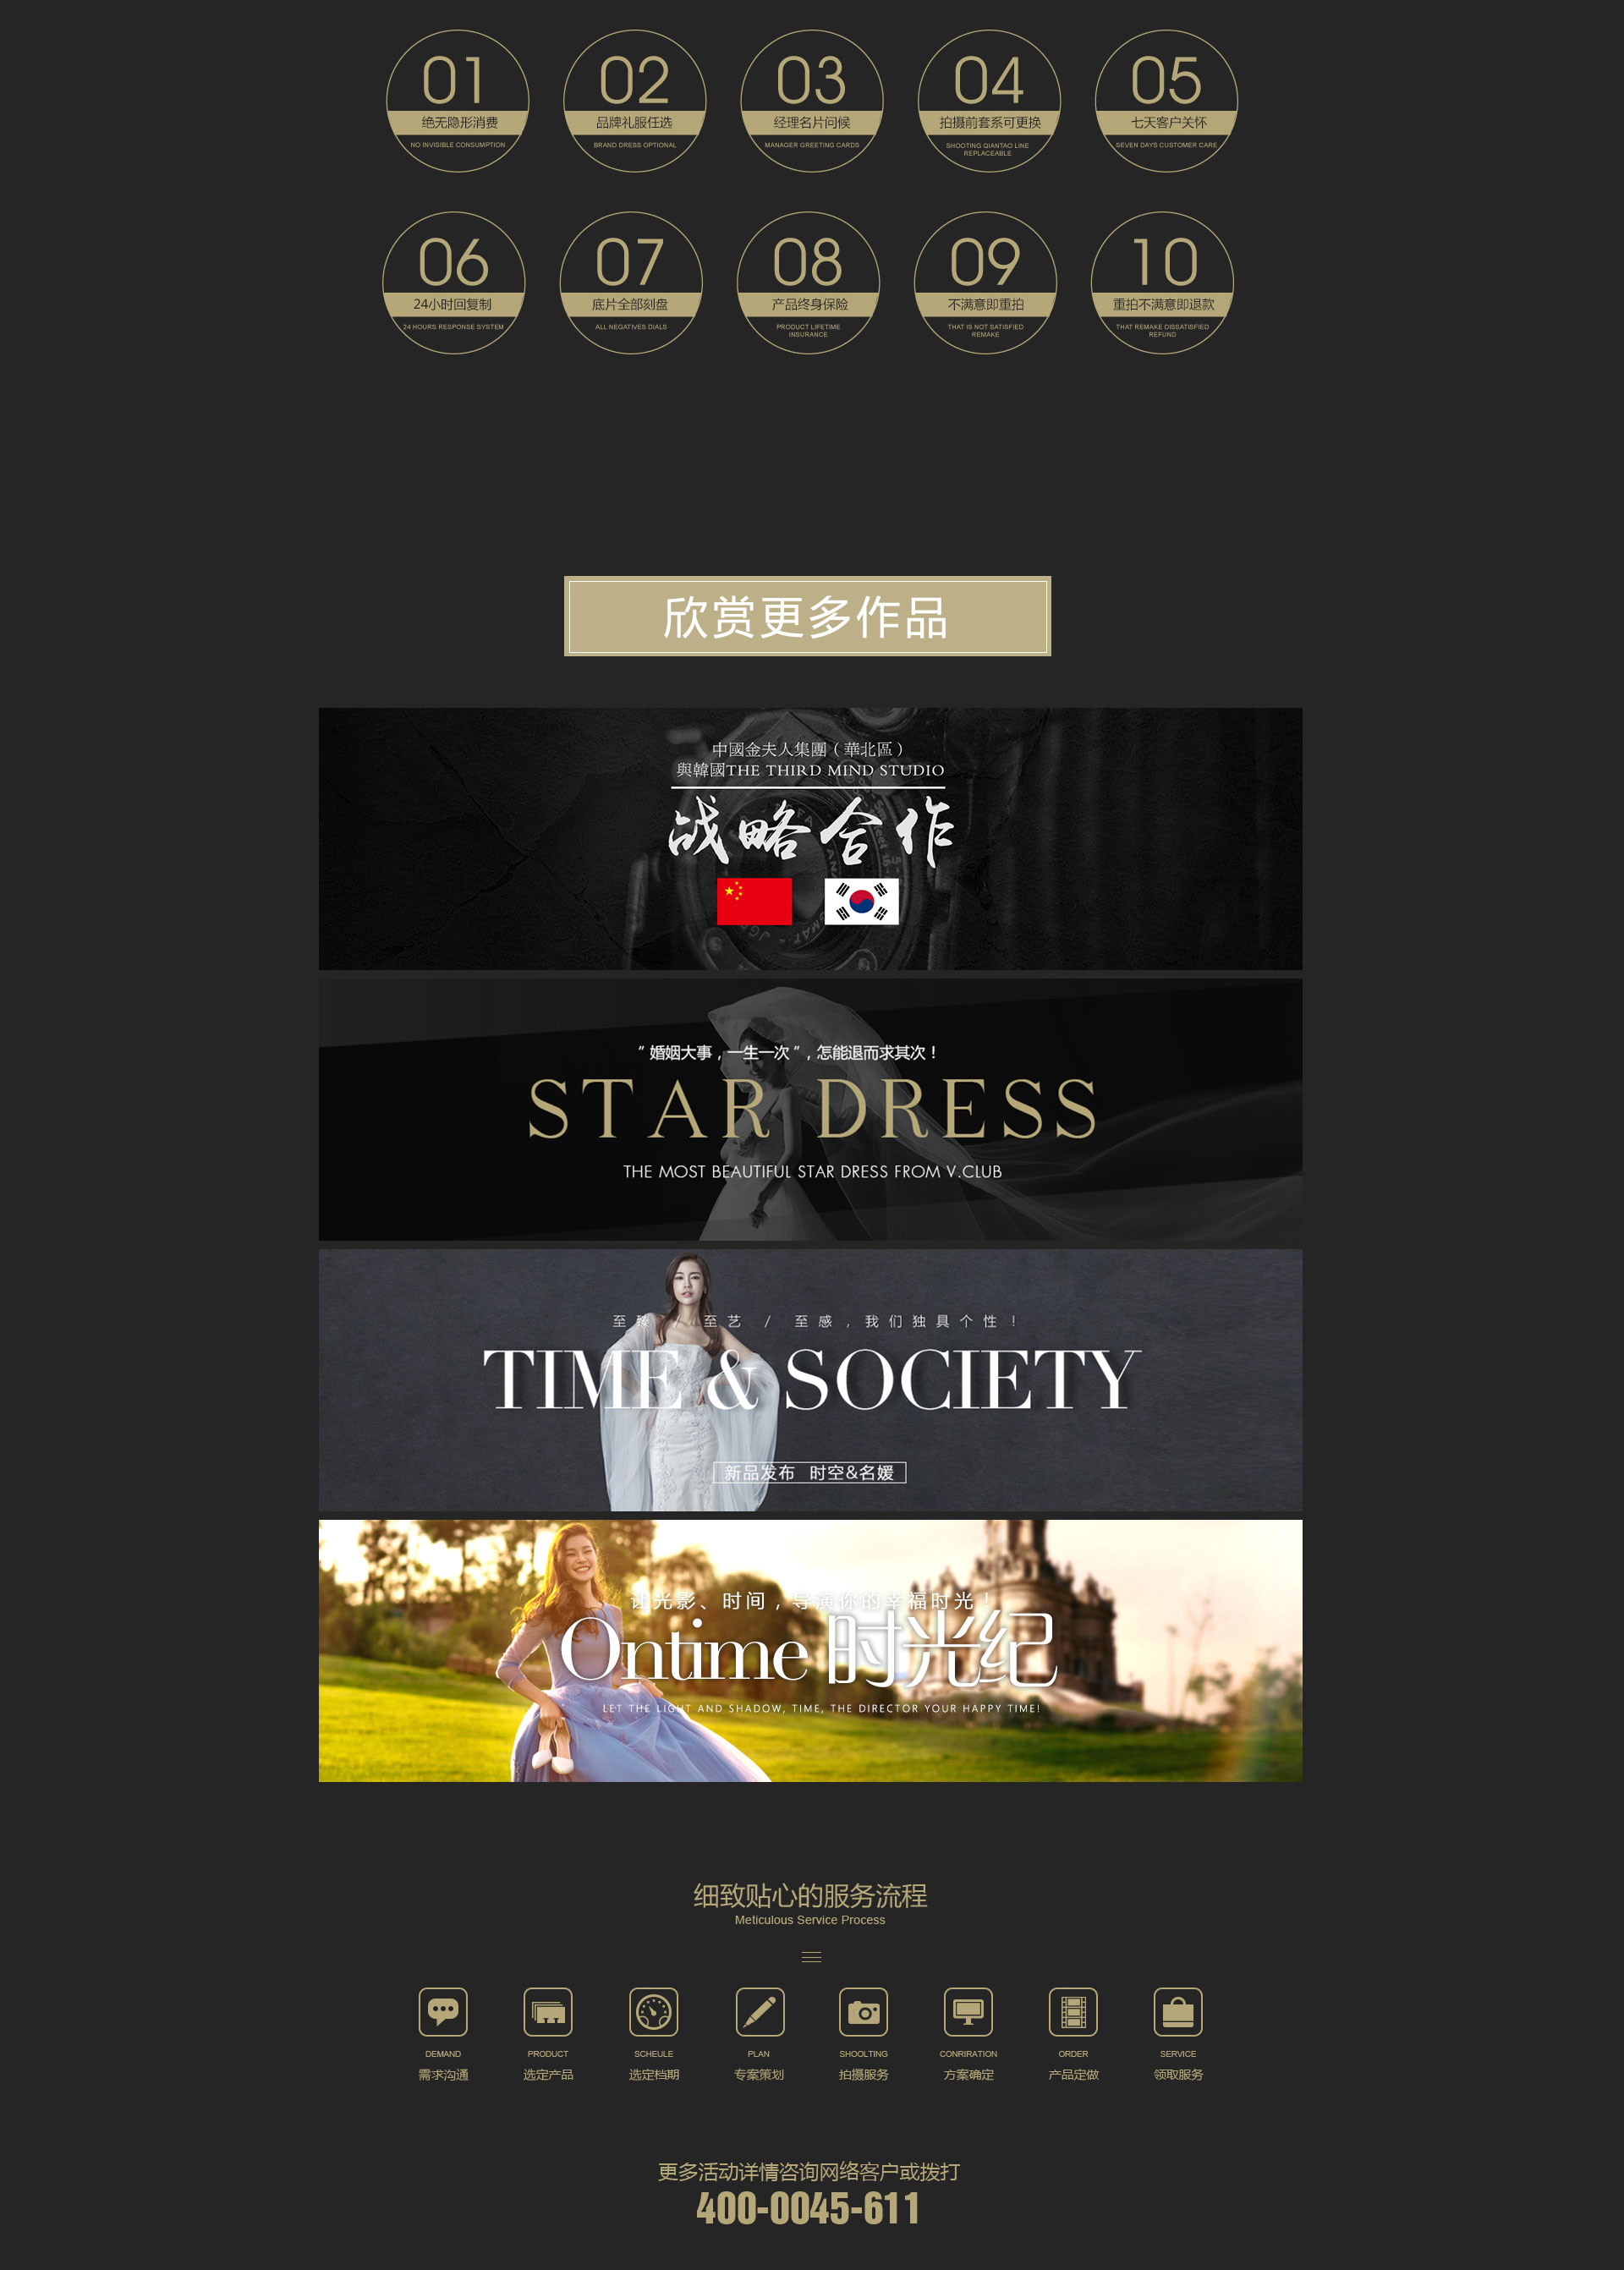 01
绝无隐形消费
NO INVISIBLE CONSUMPTION
02
品牌礼服任选
BRAND DRESS OPTIONAL
03
经理名片问候
MANAGER GREETING CARDS
04
拍摄前套系可更换
SHOOTING QIANTAO LINE
REPLACEABLE
05
七天客户关怀
SEVEN DAYS CUSTOMER CARE
06
24小时回复制
24 HOURS RESPONSE SYSTEM
07
底片全部刻盘
ALL NEGATIVES DIALS
08
产品终身保险
PRODUCT LIFETIME
INSURANCE
09
不满意即重拍
THAT IS NOT SATISFIED
REMAKE
10
重拍不满意即退款
THAT REMAKE DISSATISFIED
REFUND
欣赏更多作品
中國金夫人集團（華北區）
與韓國THE THIRD MIND STUDIO
战略合作
"婚姻大事，一生一次"，怎能退而求其次！
STAR DRESS
THE MOST BEAUTIFUL STAR DRESS FROM V.CLUB
至臻 / 至艺 / 至感，我们独具个性！
TIME & SOCIETY
新品发布 时空&名媛
让光影、时间，导演你的幸福时光！
Ontime 时光纪
LET THE LIGHT AND SHADOW, TIME, THE DIRECTOR YOUR HAPPY TIME!
细致贴心的服务流程
Meticulous Service Process
DEMAND
需求沟通
PRODUCT
选定产品
SCHEULE
选定档期
PLAN
专案策划
SHOOLTING
拍摄服务
CONRIRATION
方案确定
ORDER
产品定做
SERVICE
领取服务
更多活动详情咨询网络客户或拨打
400-0045-611